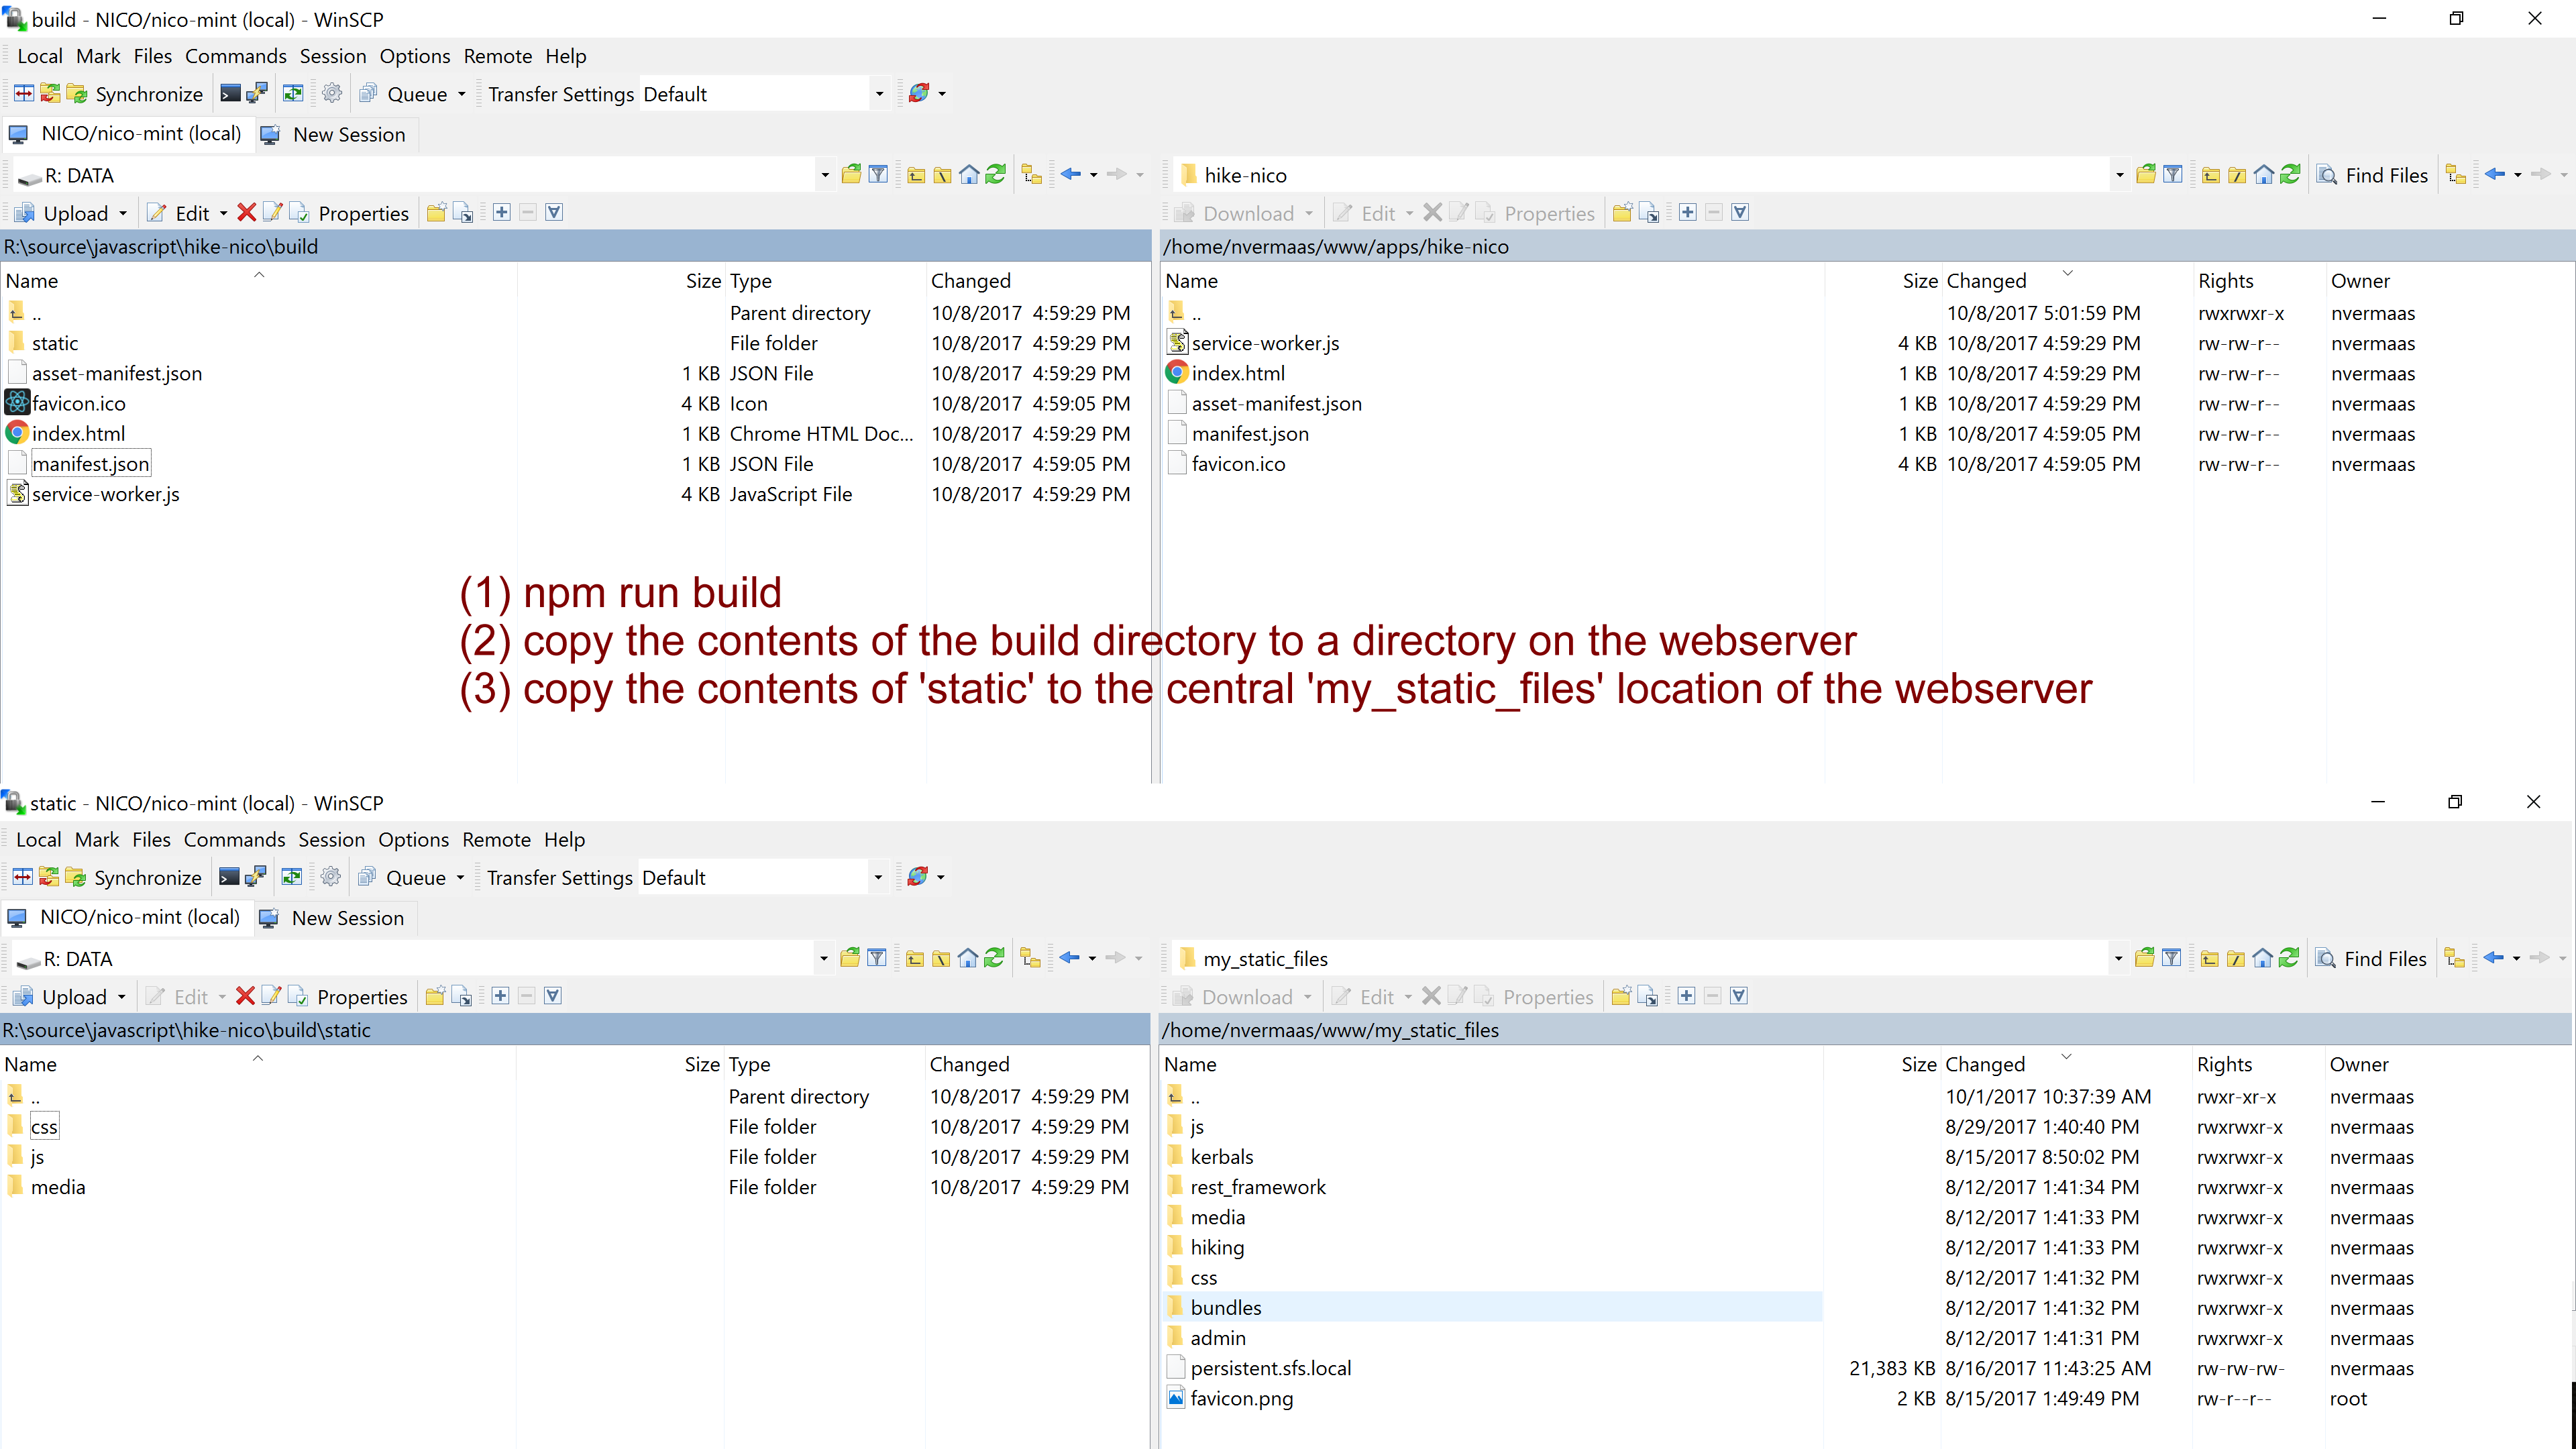 build - NICO/nico-mint (local) - WinSCP
Local Mark Files Commands Session Options Remote Help
Synchronize Queue Transfer Settings Default
NICO/nico-mint (local) New Session
R: DATA hike-nico Find Files
Upload Edit Properties Download Edit Properties
R:\source\javascript\hike-nico\build /home/nvermaas/www/apps/hike-nico
Name Size Type Changed Name Size Changed Rights Owner
.. Parent directory 10/8/2017 4:59:29 PM .. 10/8/2017 5:01:59 PM rwxrwxr-x nvermaas
static File folder 10/8/2017 4:59:29 PM service-worker.js 4 KB 10/8/2017 4:59:29 PM rw-rw-r-- nvermaas
asset-manifest.json 1 KB JSON File 10/8/2017 4:59:29 PM index.html 1 KB 10/8/2017 4:59:29 PM rw-rw-r-- nvermaas
favicon.ico 4 KB Icon 10/8/2017 4:59:05 PM asset-manifest.json 1 KB 10/8/2017 4:59:29 PM rw-rw-r-- nvermaas
index.html 1 KB Chrome HTML Doc... 10/8/2017 4:59:29 PM manifest.json 1 KB 10/8/2017 4:59:05 PM rw-rw-r-- nvermaas
manifest.json 1 KB JSON File 10/8/2017 4:59:05 PM favicon.ico 4 KB 10/8/2017 4:59:05 PM rw-rw-r-- nvermaas
service-worker.js 4 KB JavaScript File 10/8/2017 4:59:29 PM
(1) npm run build
(2) copy the contents of the build directory to a directory on the webserver
(3) copy the contents of 'static' to the central 'my_static_files' location of the webserver
static - NICO/nico-mint (local) - WinSCP
Local Mark Files Commands Session Options Remote Help
Synchronize Queue Transfer Settings Default
NICO/nico-mint (local) New Session
R: DATA my_static_files Find Files
Upload Edit Properties Download Edit Properties
R:\source\javascript\hike-nico\build\static /home/nvermaas/www/my_static_files
Name Size Type Changed Name Size Changed Rights Owner
.. Parent directory 10/8/2017 4:59:29 PM .. 10/1/2017 10:37:39 AM rwxr-xr-x nvermaas
css File folder 10/8/2017 4:59:29 PM js 8/29/2017 1:40:40 PM rwxrwxr-x nvermaas
js File folder 10/8/2017 4:59:29 PM kerbals 8/15/2017 8:50:02 PM rwxrwxr-x nvermaas
media File folder 10/8/2017 4:59:29 PM rest_framework 8/12/2017 1:41:34 PM rwxrwxr-x nvermaas
media 8/12/2017 1:41:33 PM rwxrwxr-x nvermaas
hiking 8/12/2017 1:41:33 PM rwxrwxr-x nvermaas
css 8/12/2017 1:41:32 PM rwxrwxr-x nvermaas
bundles 8/12/2017 1:41:32 PM rwxrwxr-x nvermaas
admin 8/12/2017 1:41:31 PM rwxrwxr-x nvermaas
persistent.sfs.local 21,383 KB 8/16/2017 11:43:25 AM rw-rw-rw- nvermaas
favicon.png 2 KB 8/15/2017 1:49:49 PM rw-r--r-- root